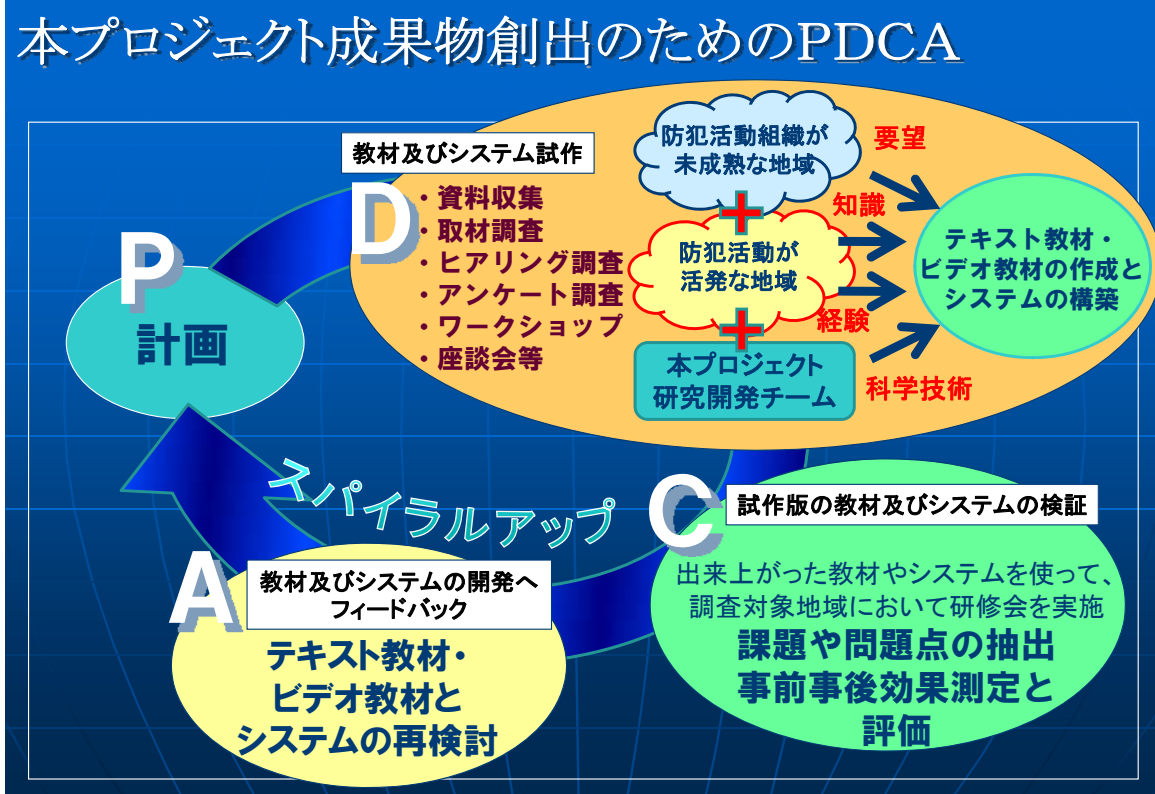 本プロジェクト成果物創出のためのPDCA
P
計画
D
教材及びシステム試作
・資料収集
・取材調査
・ヒアリング調査
・アンケート調査
・ワークショップ
・座談会等
防犯活動組織が
未成熟な地域
+
防犯活動が
活発な地域
+
本プロジェクト
研究開発チーム
要望
知識
経験
科学技術
テキスト教材・
ビデオ教材の作成と
システムの構築
C
試作版の教材及びシステムの検証
出来上がった教材やシステムを使って、
調査対象地域において研修会を実施
課題や問題点の抽出
事前事後効果測定と
評価
スパイラルアップ
A
教材及びシステムの開発へ
フィードバック
テキスト教材・
ビデオ教材と
システムの再検討